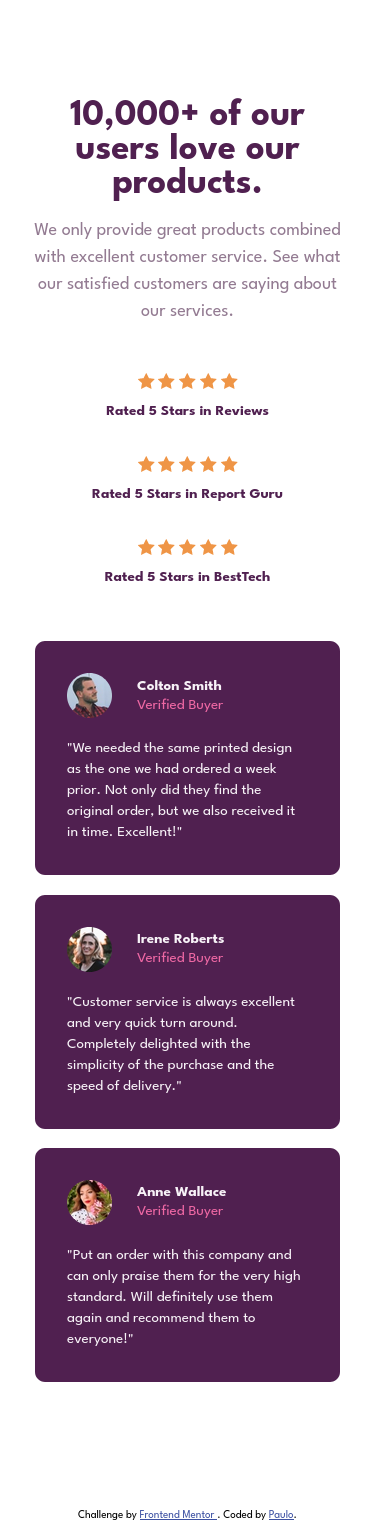 10,000+ of our
users love our
products.
We only provide great products combined
with excellent customer service. See what
our satisfied customers are saying about
our services.
Rated 5 Stars in Reviews
Rated 5 Stars in Report Guru
Rated 5 Stars in BestTech
Colton Smith
Verified Buyer
"We needed the same printed design
as the one we had ordered a week
prior. Not only did they find the
original order, but we also received it
in time. Excellent!"
Irene Roberts
Verified Buyer
"Customer service is always excellent
and very quick turn around.
Completely delighted with the
simplicity of the purchase and the
speed of delivery."
Anne Wallace
Verified Buyer
"Put an order with this company and
can only praise them for the very high
standard. Will definitely use them
again and recommend them to
everyone!"
Challenge by Frontend Mentor . Coded by Paulo.